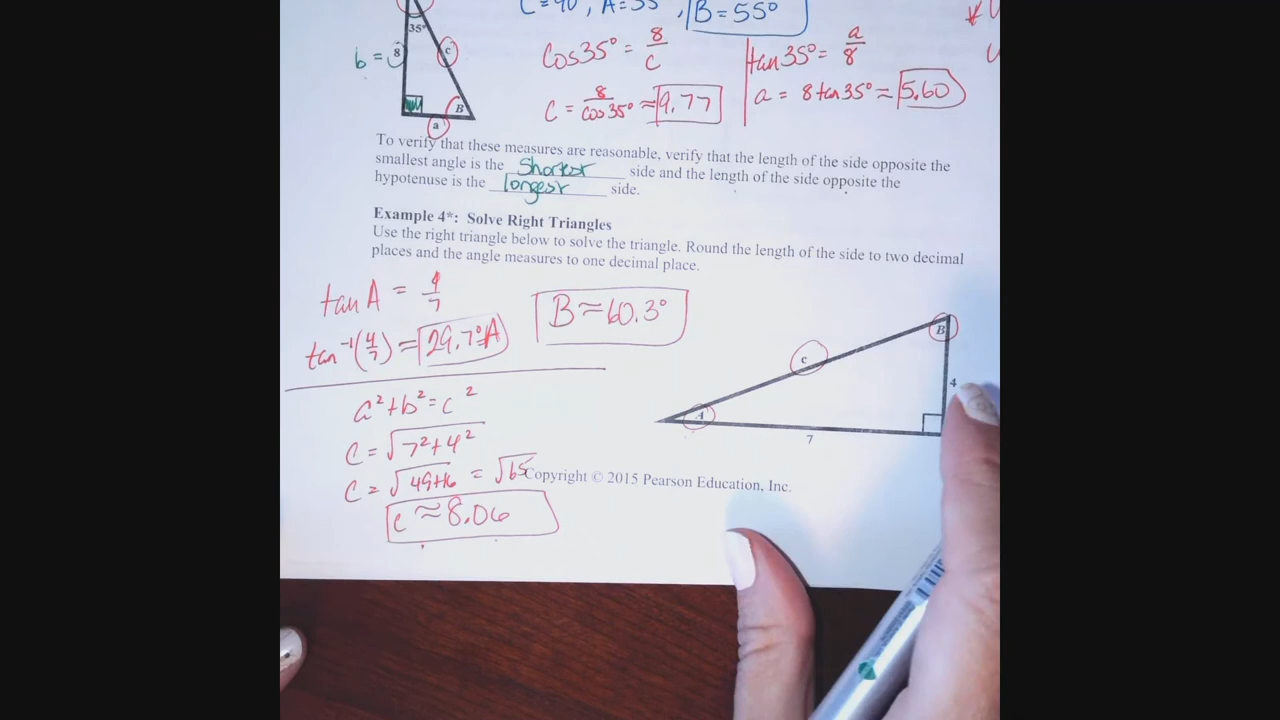 B = 55°
35°
b = 8
c
B
a
cos35° = 8/c
c = 8/cos35° ≈ 9.77
tan35° = a/8
a = 8tan35° ≈ 5.60
To verify that these measures are reasonable, verify that the length of the side opposite the
smallest angle is the shortest side and the length of the side opposite the
hypotenuse is the longest side.
Example 4*: Solve Right Triangles
Use the right triangle below to solve the triangle. Round the length of the side to two decimal
places and the angle measures to one decimal place.
tan A = 4/7
tan⁻¹(4/7) = 29.7° = A
B ≈ 60.3°
a² + b² = c²
c = √7² + 4²
c = √49+16 = √65
c ≈ 8.06
B
c
4
A
7
Copyright © 2015 Pearson Education, Inc.